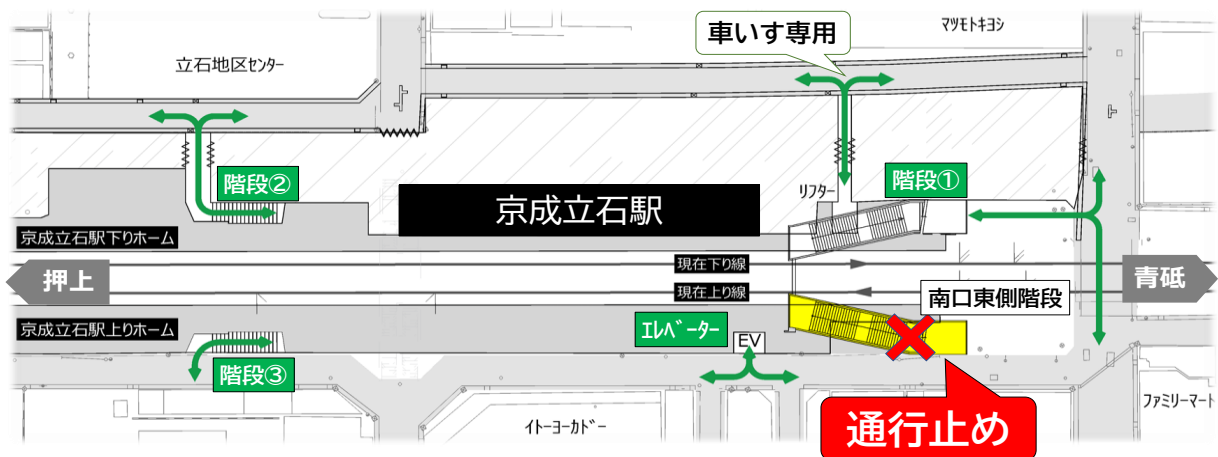 車いす専用
マツモトキヨシ
立石地区センター
階段②
リフター
階段①
京成立石駅
京成立石駅下りホーム
現在下り線
押上
青砥
現在上り線
南口東側階段
京成立石駅上りホーム
エレベーター
EV
階段③
ファミリーマート
イトーヨーカドー
通行止め